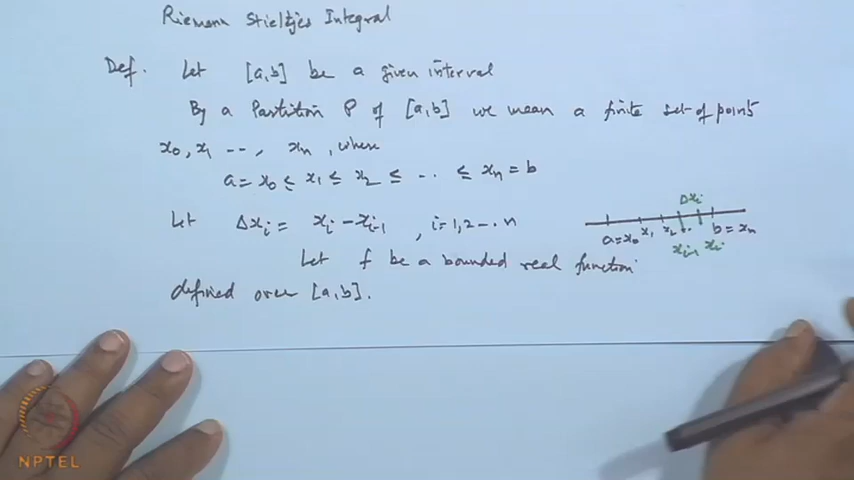 Riemann Stieltjes Integral
Def. Let [a,b] be a given interval
By a Partition P of [a,b] we mean a finite set of point
x₀, x₁ --, xₙ, where
a = x₀ ≤ x₁ ≤ x₂ ≤ -- ≤ xₙ = b
Let Δxᵢ = xᵢ - xᵢ₋₁, i = 1,2 --. n
Δxᵢ
a = x₀ x₁ x₂ .. b = xₙ
xᵢ₋₁ xᵢ
Let f be a bounded real function
defined over [a,b].
NPTEL